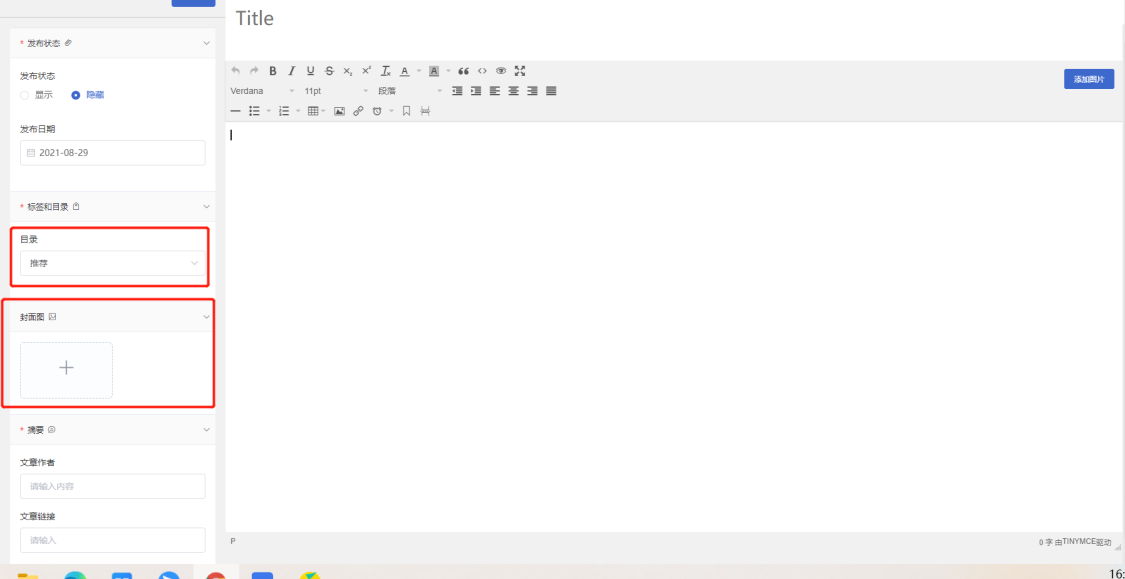 Title
* 发布状态
发布状态
显示 隐藏
发布日期
2021-08-29
* 标签和目录
目录
推荐
封面图
* 摘要
文章作者
请输入内容
文章链接
请输入
Verdana 11pt 段落
添加图片
P
0 字 由TINYMCE驱动
16: